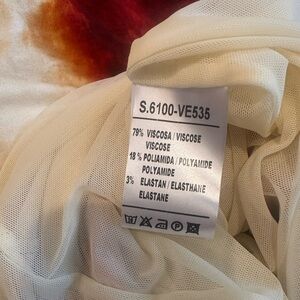 S.6100-VE535
79% VISCOSA / VISCOSE
VISCOSE
18 % POLIAMIDA / POLYAMIDE
POLYAMIDE
3% ELASTAN / ELASTHANE
ELASTANE